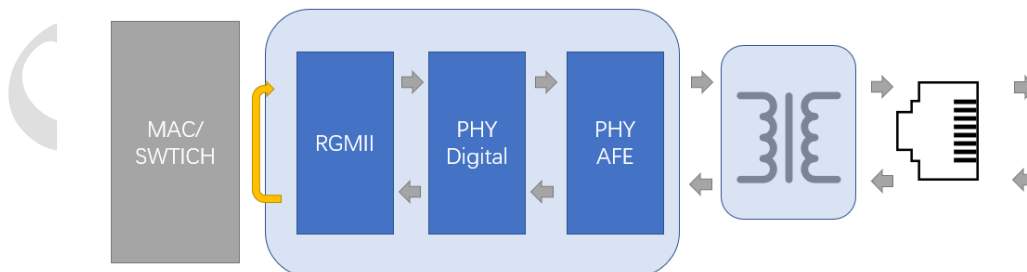 MAC/
SWTICH
RGMII
PHY
Digital
PHY
AFE